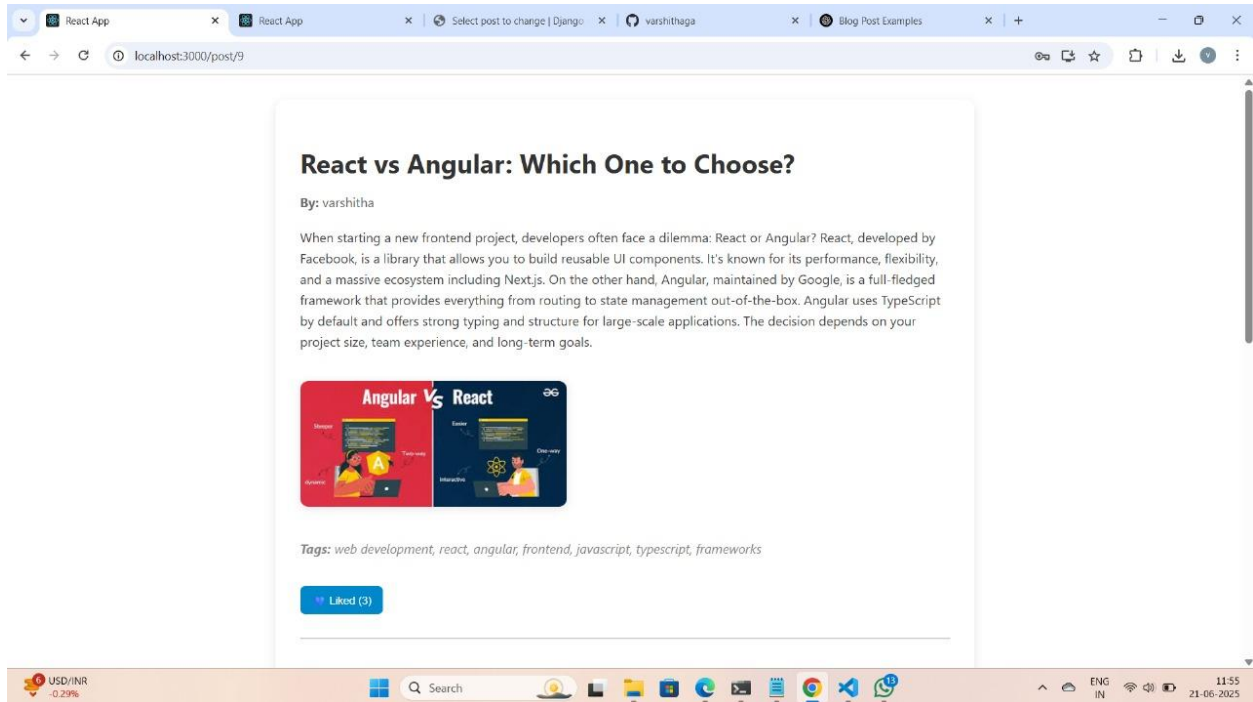 React App
React App
Select post to change | Django
varshithaga
Blog Post Examples
localhost:3000/post/9
V
React vs Angular: Which One to Choose?
By: varshitha
When starting a new frontend project, developers often face a dilemma: React or Angular? React, developed by
Facebook, is a library that allows you to build reusable UI components. It's known for its performance, flexibility,
and a massive ecosystem including Next.js. On the other hand, Angular, maintained by Google, is a full-fledged
framework that provides everything from routing to state management out-of-the-box. Angular uses TypeScript
by default and offers strong typing and structure for large-scale applications. The decision depends on your
project size, team experience, and long-term goals.
Angular Vs React
Steeper
Easier
Two-way
One-way
dynamic
Interactive
A
Tags: web development, react, angular, frontend, javascript, typescript, frameworks
Liked (3)
6
USD/INR
-0.29%
Search
13
ENG
IN
11:55
21-06-2025